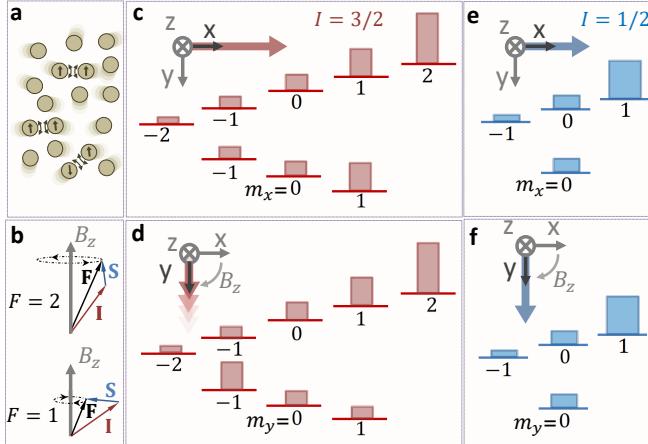 a
b
B_z
F
S
I
F = 2
B_z
F
S
I
F = 1
c
z
x
y
I = 3/2
−2
−1
0
1
2
−1
m_x=0
1
d
z
x
y
B_z
−2
−1
0
1
2
−1
m_y=0
1
e
z
x
y
I = 1/2
−1
0
1
m_x=0
f
z
x
y
B_z
−1
0
1
m_y=0